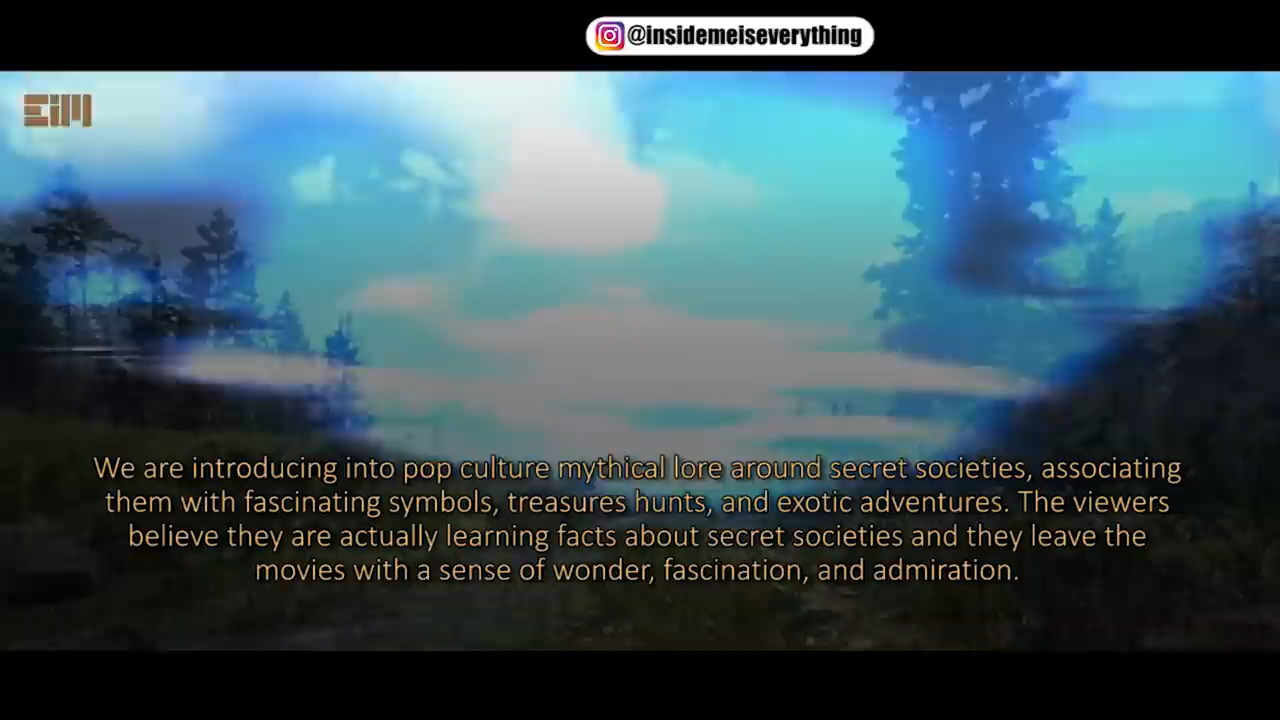 @insidemeiseverything
EiM
We are introducing into pop culture mythical lore around secret societies, associating
them with fascinating symbols, treasures hunts, and exotic adventures. The viewers
believe they are actually learning facts about secret societies and they leave the
movies with a sense of wonder, fascination, and admiration.